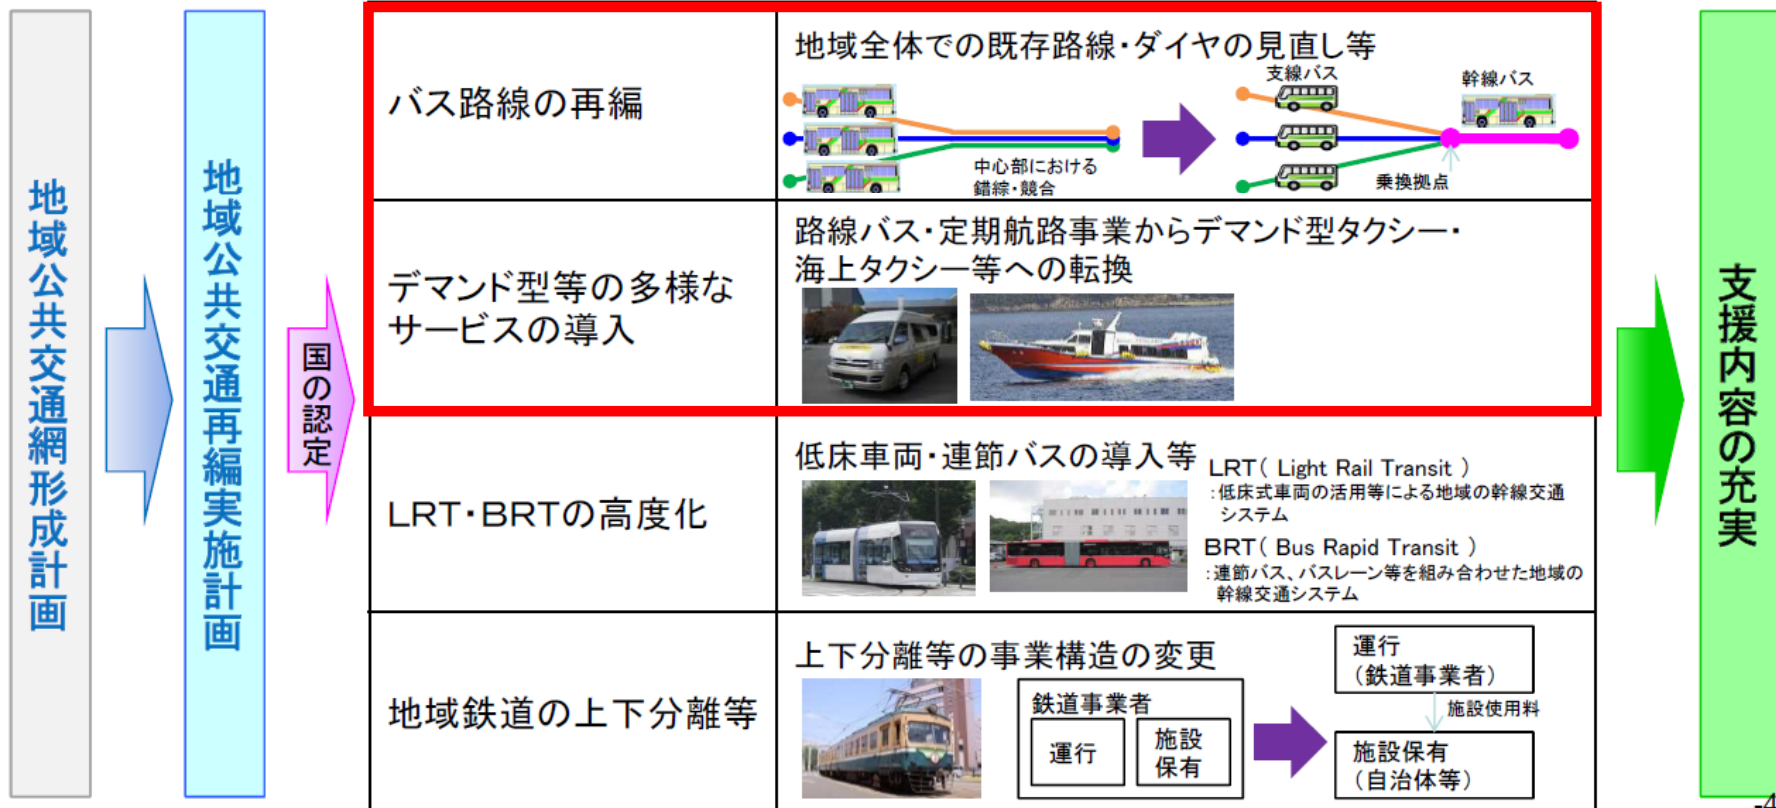 地域公共交通網形成計画
地域公共交通再編実施計画
国の認定
バス路線の再編
地域全体での既存路線・ダイヤの見直し等
中心部における
錯綜・競合
支線バス
幹線バス
乗換拠点
デマンド型等の多様な
サービスの導入
路線バス・定期航路事業からデマンド型タクシー・
海上タクシー等への転換
LRT・BRTの高度化
低床車両・連節バスの導入等
LRT( Light Rail Transit )
:低床式車両の活用等による地域の幹線交通
システム
BRT( Bus Rapid Transit )
:連節バス、バスレーン等を組み合わせた地域の
幹線交通システム
地域鉄道の上下分離等
上下分離等の事業構造の変更
鉄道事業者
運行
施設
保有
運行
(鉄道事業者)
施設使用料
施設保有
(自治体等)
支援内容の充実